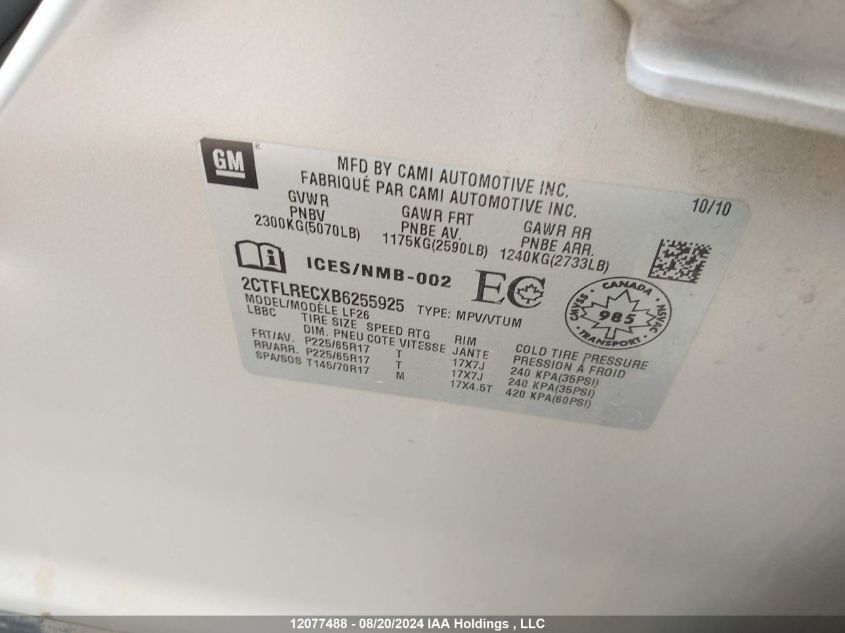 GM
MFD BY CAMI AUTOMOTIVE INC.
FABRIQUÉ PAR CAMI AUTOMOTIVE INC.
10/10
GVWR GAWR FRT GAWR RR
PNBV PNBE AV. PNBE ARR.
2300KG(5070LB) 1175KG(2590LB) 1240KG(2733LB)
ICES/NMB-002 EC
2CTFLRECXB6255925 TYPE: MPV/VTUM
MODEL/MODÈLE LF26
CANADA
CMVSS 985 NSVAC
TRANSPORT
LBBC TIRE SIZE SPEED RTG RIM COLD TIRE PRESSURE
DIM. PNEU COTE VITESSE JANTE PRESSION À FROID
FRT/AV. P225/65R17 T 17X7J 240 KPA(35PSI)
RR/ARR. P225/65R17 T 17X7J 240 KPA(35PSI)
SPA/SOS T145/70R17 M 17X4.5T 420 KPA(60PSI)
12077488 - 08/20/2024 IAA Holdings , LLC